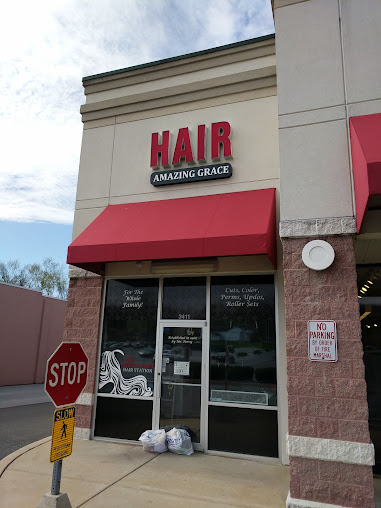 HAIR
AMAZING GRACE
For The
Whole
Family!
Cuts, Color,
Perms, Updos,
Roller Sets
3411
HAIR STATION
STOP
SLOW
NO
PARKING
BY ORDER
OF FIRE
MARSHAL